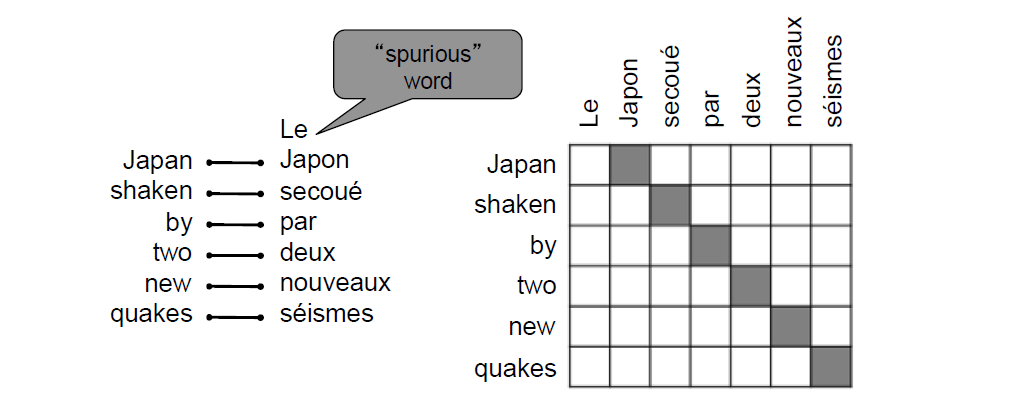 “spurious”
word
Le
Japan Japon
shaken secoué
by par
two deux
new nouveaux
quakes séismes
Le Japon secoué par deux nouveaux séismes
Japan
shaken
by
two
new
quakes